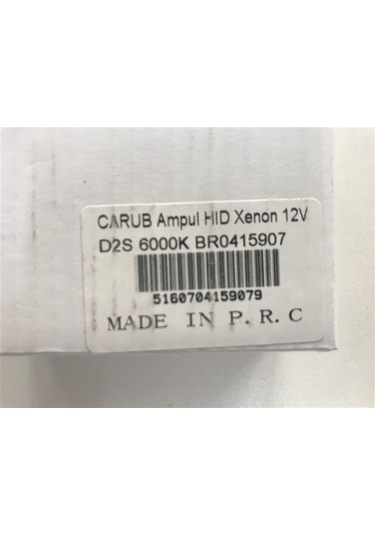 CARUB Ampul HID Xenon 12V
D2S 6000K BR0415907
5160704159079
MADE IN P. R. C